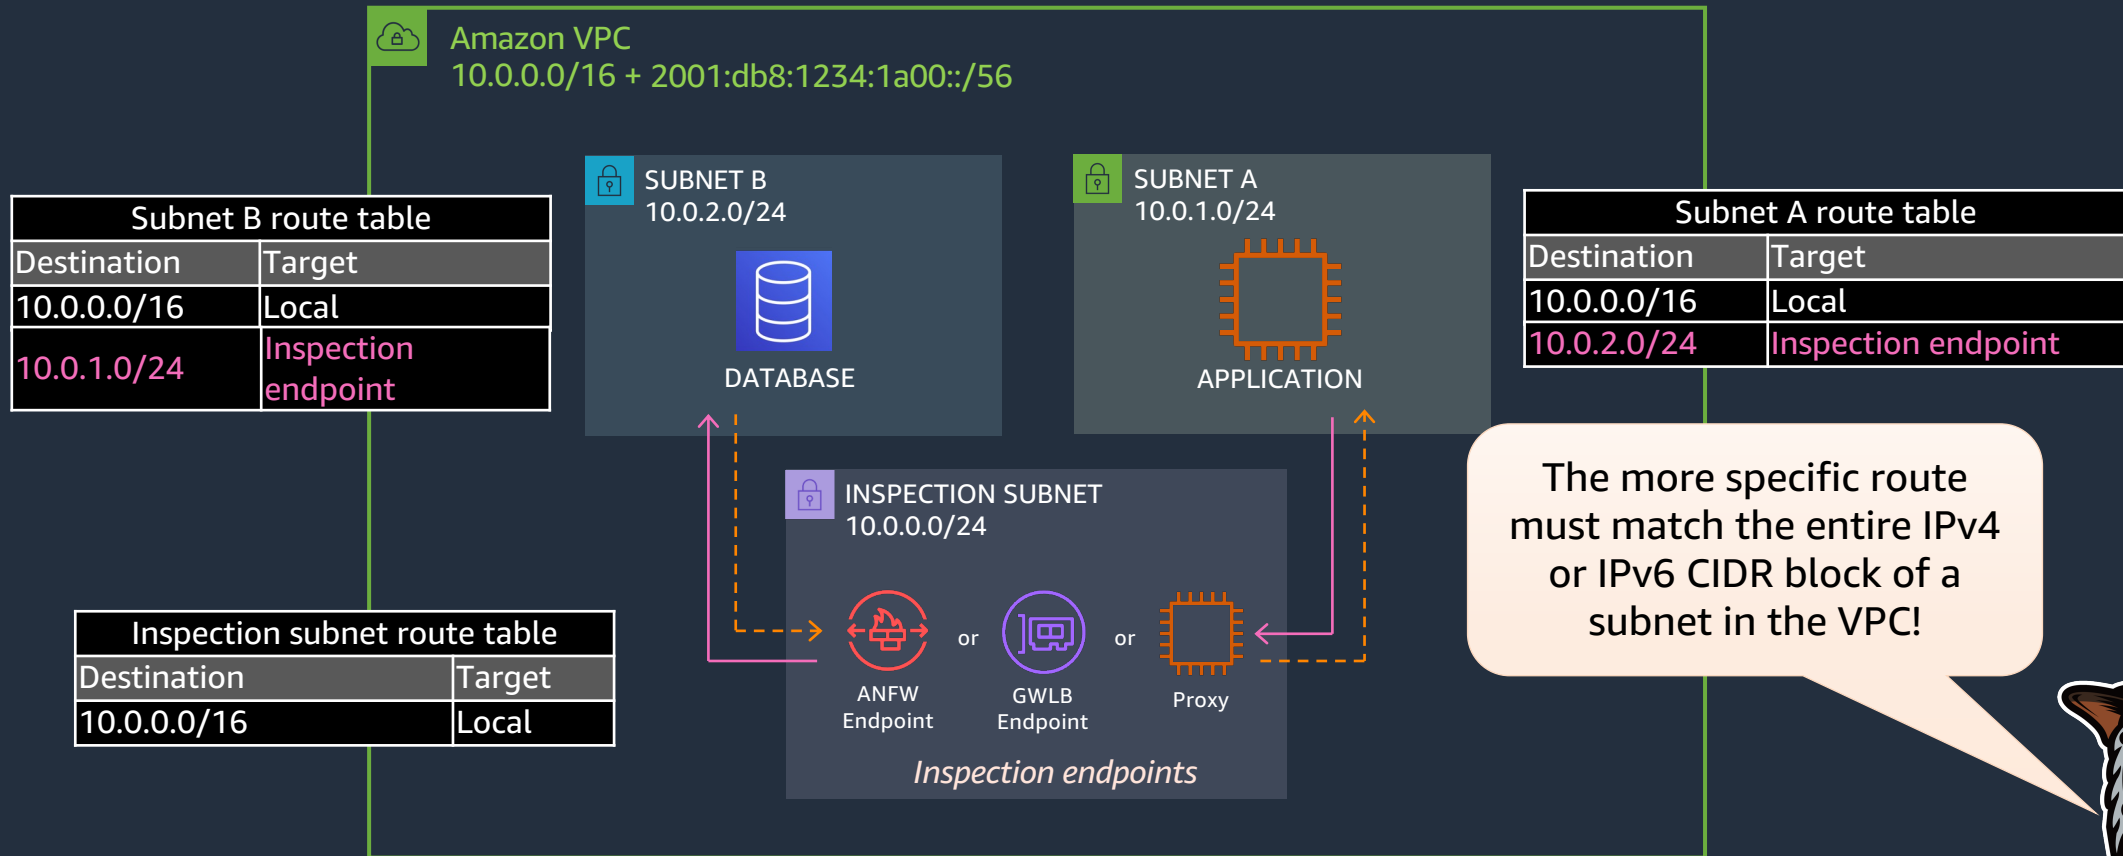 Amazon VPC
10.0.0.0/16 + 2001:db8:1234:1a00::/56
SUBNET B
10.0.2.0/24
DATABASE
SUBNET A
10.0.1.0/24
APPLICATION
Subnet B route table
Destination Target
10.0.0.0/16 Local
10.0.1.0/24 Inspection
endpoint
Subnet A route table
Destination Target
10.0.0.0/16 Local
10.0.2.0/24 Inspection endpoint
The more specific route
must match the entire IPv4
or IPv6 CIDR block of a
subnet in the VPC!
INSPECTION SUBNET
10.0.0.0/24
or
or
ANFW
Endpoint
GWLB
Endpoint
Proxy
Inspection endpoints
Inspection subnet route table
Destination Target
10.0.0.0/16 Local